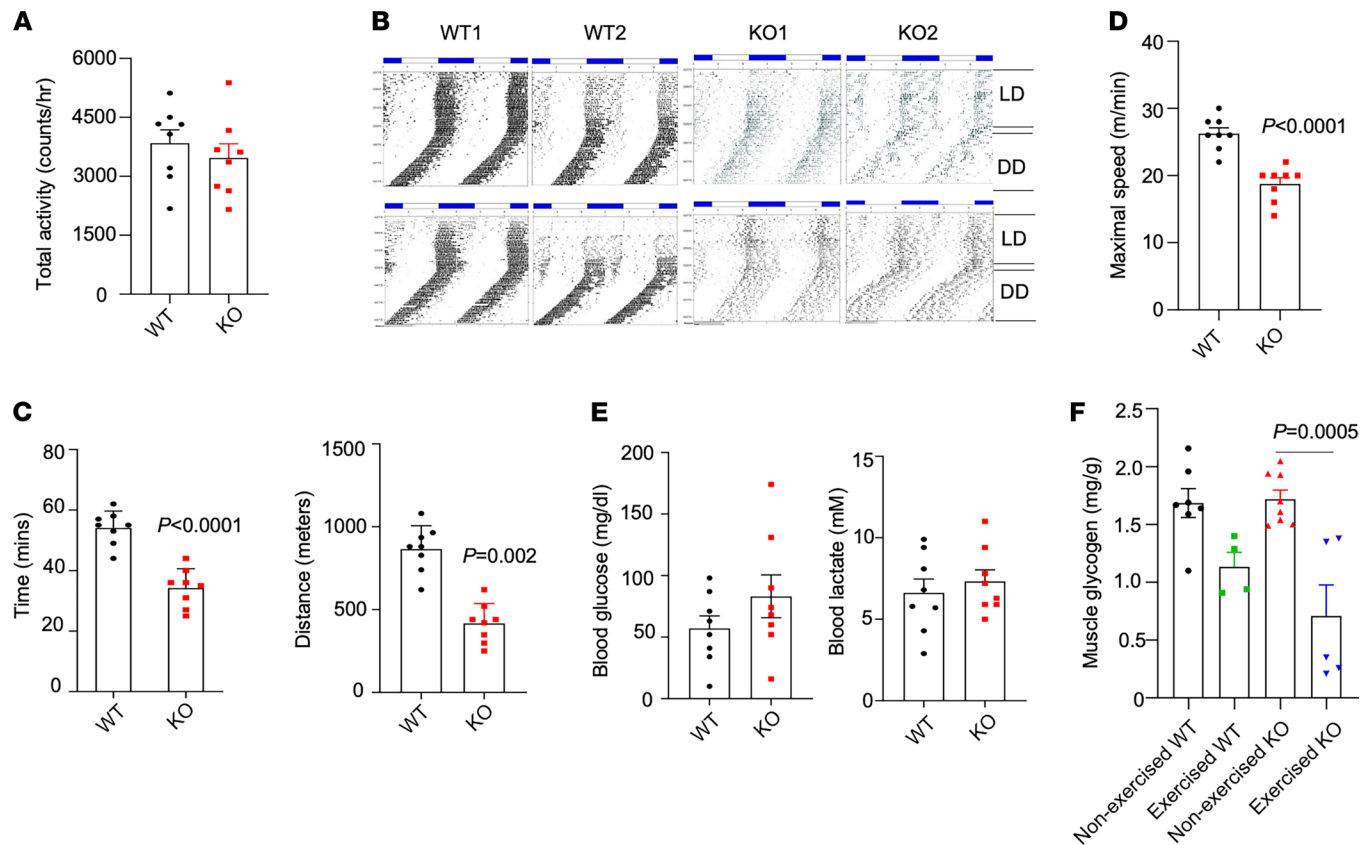 A
Total activity (counts/hr)
6000
4500
3000
1500
0
WT
KO
B
WT1
WT2
KO1
KO2
LD
DD
LD
DD
D
Maximal speed (m/min)
40
30
20
10
0
P<0.0001
WT
KO
C
Time (mins)
80
60
40
20
0
P<0.0001
WT
KO
Distance (meters)
1500
1000
500
0
P=0.002
WT
KO
E
Blood glucose (mg/dl)
200
150
100
50
0
WT
KO
Blood lactate (mM)
15
10
5
0
WT
KO
F
Muscle glycogen (mg/g)
2.5
2.0
1.5
1.0
0.5
0
P=0.0005
Non-exercised WT
Exercised WT
Non-exercised KO
Exercised KO